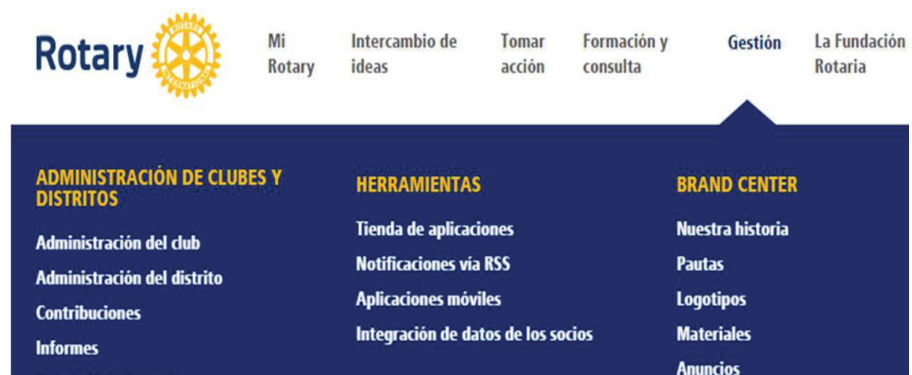 Rotary
Mi
Rotary
Intercambio de
ideas
Tomar
acción
Formación y
consulta
Gestión
La Fundación
Rotaria
ADMINISTRACIÓN DE CLUBES Y
DISTRITOS
Administración del club
Administración del distrito
Contribuciones
Informes
HERRAMIENTAS
Tienda de aplicaciones
Notificaciones vía RSS
Aplicaciones móviles
Integración de datos de los socios
BRAND CENTER
Nuestra historia
Pautas
Logotipos
Materiales
Anuncios